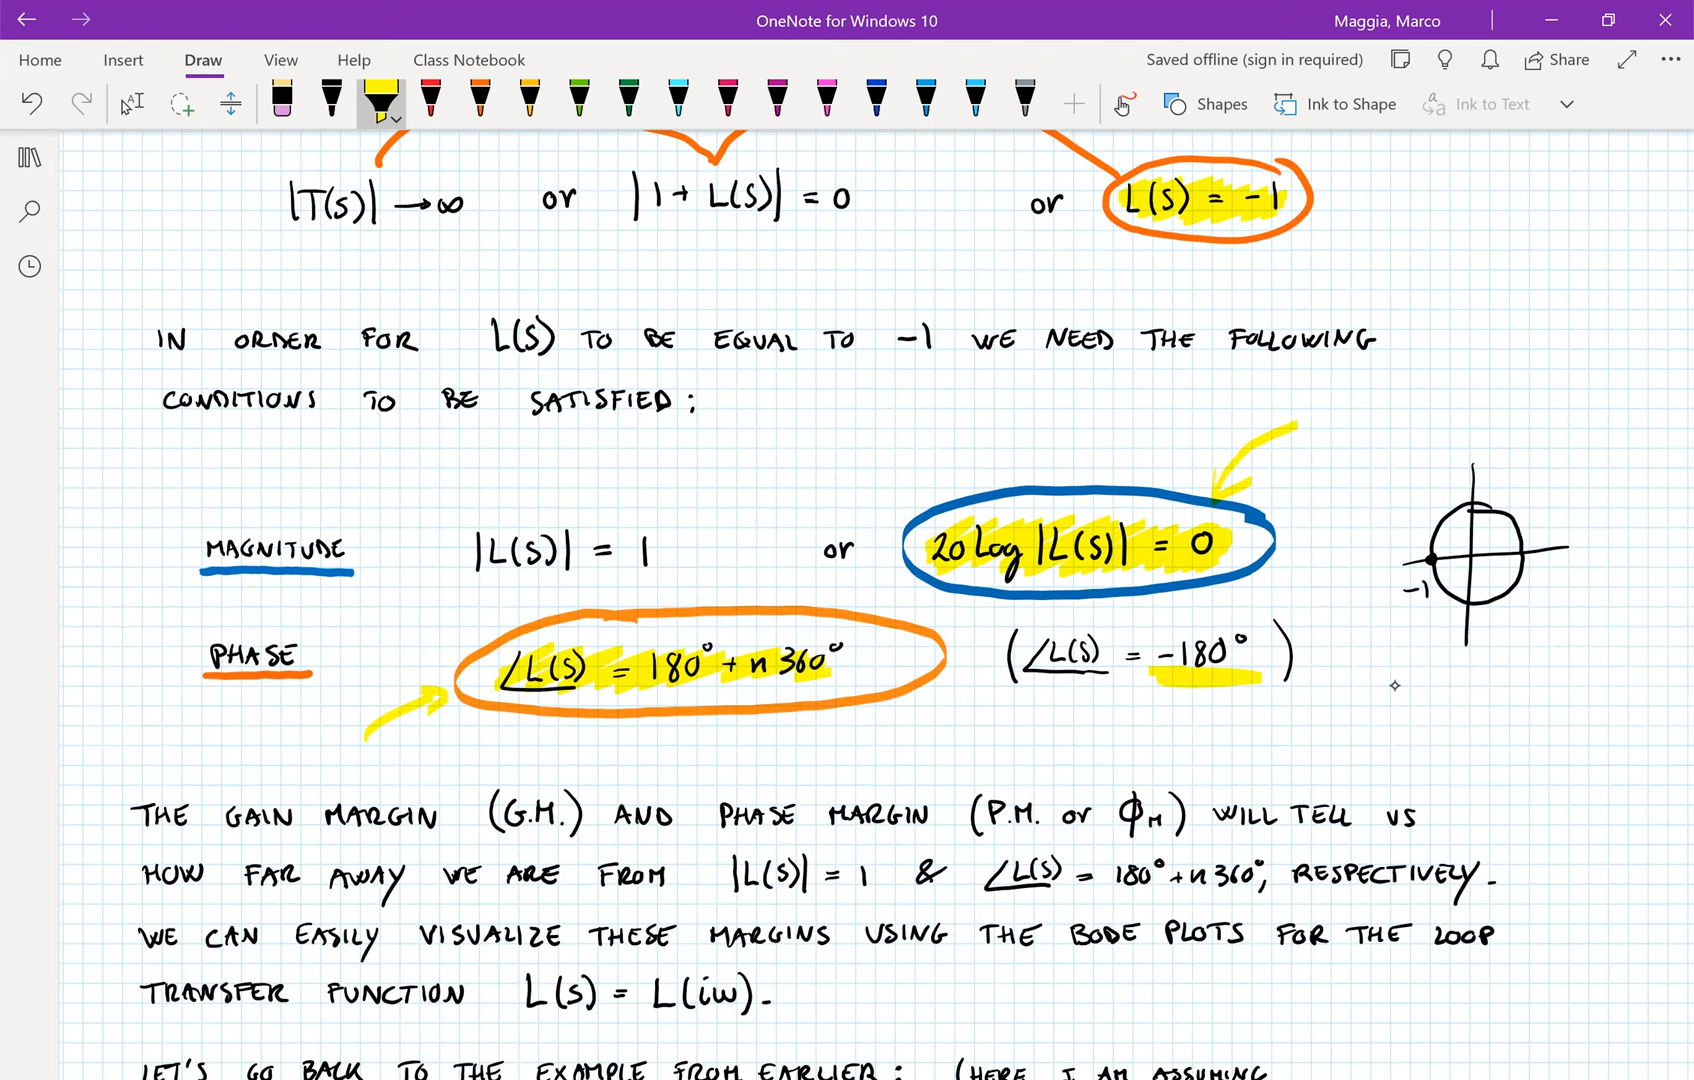 OneNote for Windows 10
Maggia, Marco
Home Insert Draw View Help Class Notebook
Saved offline (sign in required) Share
Shapes Ink to Shape Ink to Text
|T(s)| → ∞ or |1 + L(s)| = 0 or L(s) = -1
IN ORDER FOR L(s) TO BE EQUAL TO -1 WE NEED THE FOLLOWING
CONDITIONS TO BE SATISFIED:
MAGNITUDE |L(s)| = 1 or 20 Log |L(s)| = 0
-1
PHASE ∠L(s) = 180° + n 360° (∠L(s) = -180°)
THE GAIN MARGIN (G.M.) AND PHASE MARGIN (P.M. or ϕM) WILL TELL US
HOW FAR AWAY WE ARE FROM |L(s)| = 1 & ∠L(s) = 180° + n 360°, RESPECTIVELY.
WE CAN EASILY VISUALIZE THESE MARGINS USING THE BODE PLOTS FOR THE LOOP
TRANSFER FUNCTION L(s) = L(iw).
LET'S GO BACK TO THE EXAMPLE FROM EARLIER: (HERE I AM ASSUMING